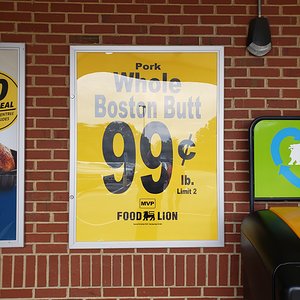 Pork
Whole
Boston Butt
99¢
lb.
Limit 2
MVP
FOOD LION